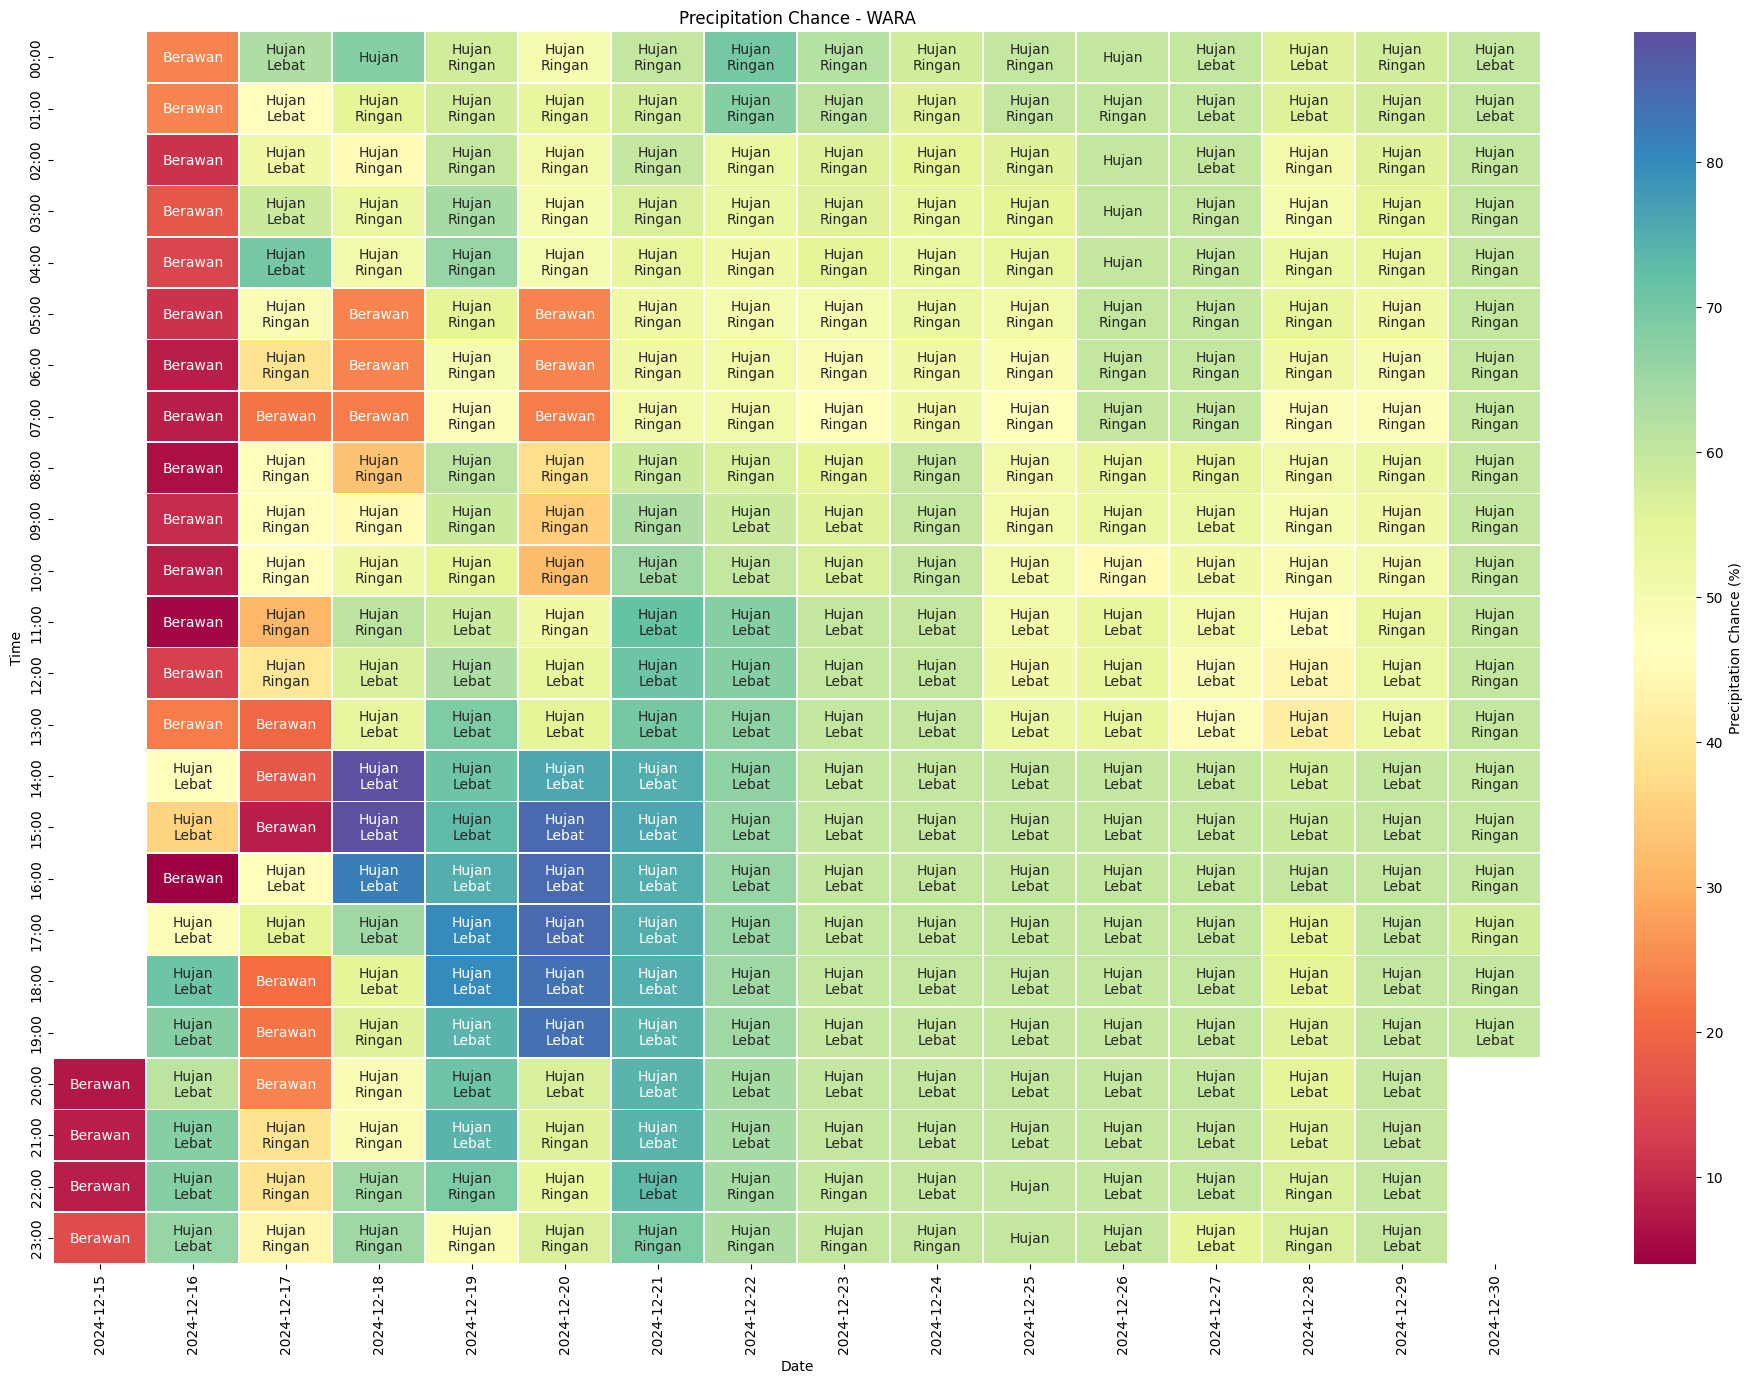 Precipitation Chance - WARA
00:00 Berawan Hujan Lebat Hujan Hujan Ringan Hujan Ringan Hujan Ringan Hujan Ringan Hujan Ringan Hujan Ringan Hujan Ringan Hujan Hujan Lebat Hujan Lebat Hujan Ringan Hujan Lebat
01:00 Berawan Hujan Lebat Hujan Ringan Hujan Ringan Hujan Ringan Hujan Ringan Hujan Ringan Hujan Ringan Hujan Ringan Hujan Ringan Hujan Ringan Hujan Lebat Hujan Lebat Hujan Ringan Hujan Lebat
02:00 Berawan Hujan Lebat Hujan Ringan Hujan Ringan Hujan Ringan Hujan Ringan Hujan Ringan Hujan Ringan Hujan Ringan Hujan Ringan Hujan Hujan Lebat Hujan Ringan Hujan Ringan Hujan Ringan
03:00 Berawan Hujan Lebat Hujan Ringan Hujan Ringan Hujan Ringan Hujan Ringan Hujan Ringan Hujan Ringan Hujan Ringan Hujan Ringan Hujan Hujan Ringan Hujan Ringan Hujan Ringan Hujan Ringan
04:00 Berawan Hujan Lebat Hujan Ringan Hujan Ringan Hujan Ringan Hujan Ringan Hujan Ringan Hujan Ringan Hujan Ringan Hujan Ringan Hujan Hujan Ringan Hujan Ringan Hujan Ringan Hujan Ringan
05:00 Berawan Hujan Ringan Berawan Hujan Ringan Berawan Hujan Ringan Hujan Ringan Hujan Ringan Hujan Ringan Hujan Ringan Hujan Ringan Hujan Ringan Hujan Ringan Hujan Ringan Hujan Ringan
06:00 Berawan Hujan Ringan Berawan Hujan Ringan Berawan Hujan Ringan Hujan Ringan Hujan Ringan Hujan Ringan Hujan Ringan Hujan Ringan Hujan Ringan Hujan Ringan Hujan Ringan Hujan Ringan
07:00 Berawan Berawan Berawan Hujan Ringan Berawan Hujan Ringan Hujan Ringan Hujan Ringan Hujan Ringan Hujan Ringan Hujan Ringan Hujan Ringan Hujan Ringan Hujan Ringan Hujan Ringan
08:00 Berawan Hujan Ringan Hujan Ringan Hujan Ringan Hujan Ringan Hujan Ringan Hujan Ringan Hujan Ringan Hujan Ringan Hujan Ringan Hujan Ringan Hujan Ringan Hujan Ringan Hujan Ringan Hujan Ringan
09:00 Berawan Hujan Ringan Hujan Ringan Hujan Ringan Hujan Ringan Hujan Ringan Hujan Lebat Hujan Lebat Hujan Ringan Hujan Ringan Hujan Ringan Hujan Lebat Hujan Ringan Hujan Ringan Hujan Ringan
10:00 Berawan Hujan Ringan Hujan Ringan Hujan Ringan Hujan Ringan Hujan Lebat Hujan Lebat Hujan Lebat Hujan Ringan Hujan Lebat Hujan Ringan Hujan Lebat Hujan Ringan Hujan Ringan Hujan Ringan
11:00 Berawan Hujan Ringan Hujan Ringan Hujan Lebat Hujan Ringan Hujan Lebat Hujan Lebat Hujan Lebat Hujan Lebat Hujan Lebat Hujan Lebat Hujan Lebat Hujan Lebat Hujan Ringan Hujan Ringan
12:00 Berawan Hujan Ringan Hujan Lebat Hujan Lebat Hujan Lebat Hujan Lebat Hujan Lebat Hujan Lebat Hujan Lebat Hujan Lebat Hujan Lebat Hujan Lebat Hujan Lebat Hujan Lebat Hujan Ringan
13:00 Berawan Berawan Hujan Lebat Hujan Lebat Hujan Lebat Hujan Lebat Hujan Lebat Hujan Lebat Hujan Lebat Hujan Lebat Hujan Lebat Hujan Lebat Hujan Lebat Hujan Lebat Hujan Ringan
14:00 Hujan Lebat Berawan Hujan Lebat Hujan Lebat Hujan Lebat Hujan Lebat Hujan Lebat Hujan Lebat Hujan Lebat Hujan Lebat Hujan Lebat Hujan Lebat Hujan Lebat Hujan Lebat Hujan Ringan
15:00 Hujan Lebat Berawan Hujan Lebat Hujan Lebat Hujan Lebat Hujan Lebat Hujan Lebat Hujan Lebat Hujan Lebat Hujan Lebat Hujan Lebat Hujan Lebat Hujan Lebat Hujan Lebat Hujan Ringan
16:00 Berawan Hujan Lebat Hujan Lebat Hujan Lebat Hujan Lebat Hujan Lebat Hujan Lebat Hujan Lebat Hujan Lebat Hujan Lebat Hujan Lebat Hujan Lebat Hujan Lebat Hujan Lebat Hujan Ringan
17:00 Hujan Lebat Hujan Lebat Hujan Lebat Hujan Lebat Hujan Lebat Hujan Lebat Hujan Lebat Hujan Lebat Hujan Lebat Hujan Lebat Hujan Lebat Hujan Lebat Hujan Lebat Hujan Lebat Hujan Ringan
18:00 Hujan Lebat Berawan Hujan Lebat Hujan Lebat Hujan Lebat Hujan Lebat Hujan Lebat Hujan Lebat Hujan Lebat Hujan Lebat Hujan Lebat Hujan Lebat Hujan Lebat Hujan Lebat Hujan Ringan
19:00 Hujan Lebat Berawan Hujan Ringan Hujan Lebat Hujan Lebat Hujan Lebat Hujan Lebat Hujan Lebat Hujan Lebat Hujan Lebat Hujan Lebat Hujan Lebat Hujan Lebat Hujan Lebat Hujan Lebat
20:00 Berawan Hujan Lebat Berawan Hujan Ringan Hujan Lebat Hujan Lebat Hujan Lebat Hujan Lebat Hujan Lebat Hujan Lebat Hujan Lebat Hujan Lebat Hujan Lebat Hujan Lebat Hujan Lebat
21:00 Berawan Hujan Lebat Hujan Ringan Hujan Ringan Hujan Lebat Hujan Ringan Hujan Lebat Hujan Lebat Hujan Lebat Hujan Lebat Hujan Lebat Hujan Lebat Hujan Lebat Hujan Lebat Hujan Lebat
22:00 Berawan Hujan Lebat Hujan Ringan Hujan Ringan Hujan Ringan Hujan Ringan Hujan Lebat Hujan Ringan Hujan Ringan Hujan Lebat Hujan Hujan Lebat Hujan Lebat Hujan Ringan Hujan Lebat
23:00 Berawan Hujan Lebat Hujan Ringan Hujan Ringan Hujan Ringan Hujan Ringan Hujan Ringan Hujan Ringan Hujan Ringan Hujan Ringan Hujan Hujan Lebat Hujan Lebat Hujan Ringan Hujan Lebat
Time
2024-12-15 2024-12-16 2024-12-17 2024-12-18 2024-12-19 2024-12-20 2024-12-21 2024-12-22 2024-12-23 2024-12-24 2024-12-25 2024-12-26 2024-12-27 2024-12-28 2024-12-29 2024-12-30
Date
80
70
60
50
40
30
20
10
Precipitation Chance (%)